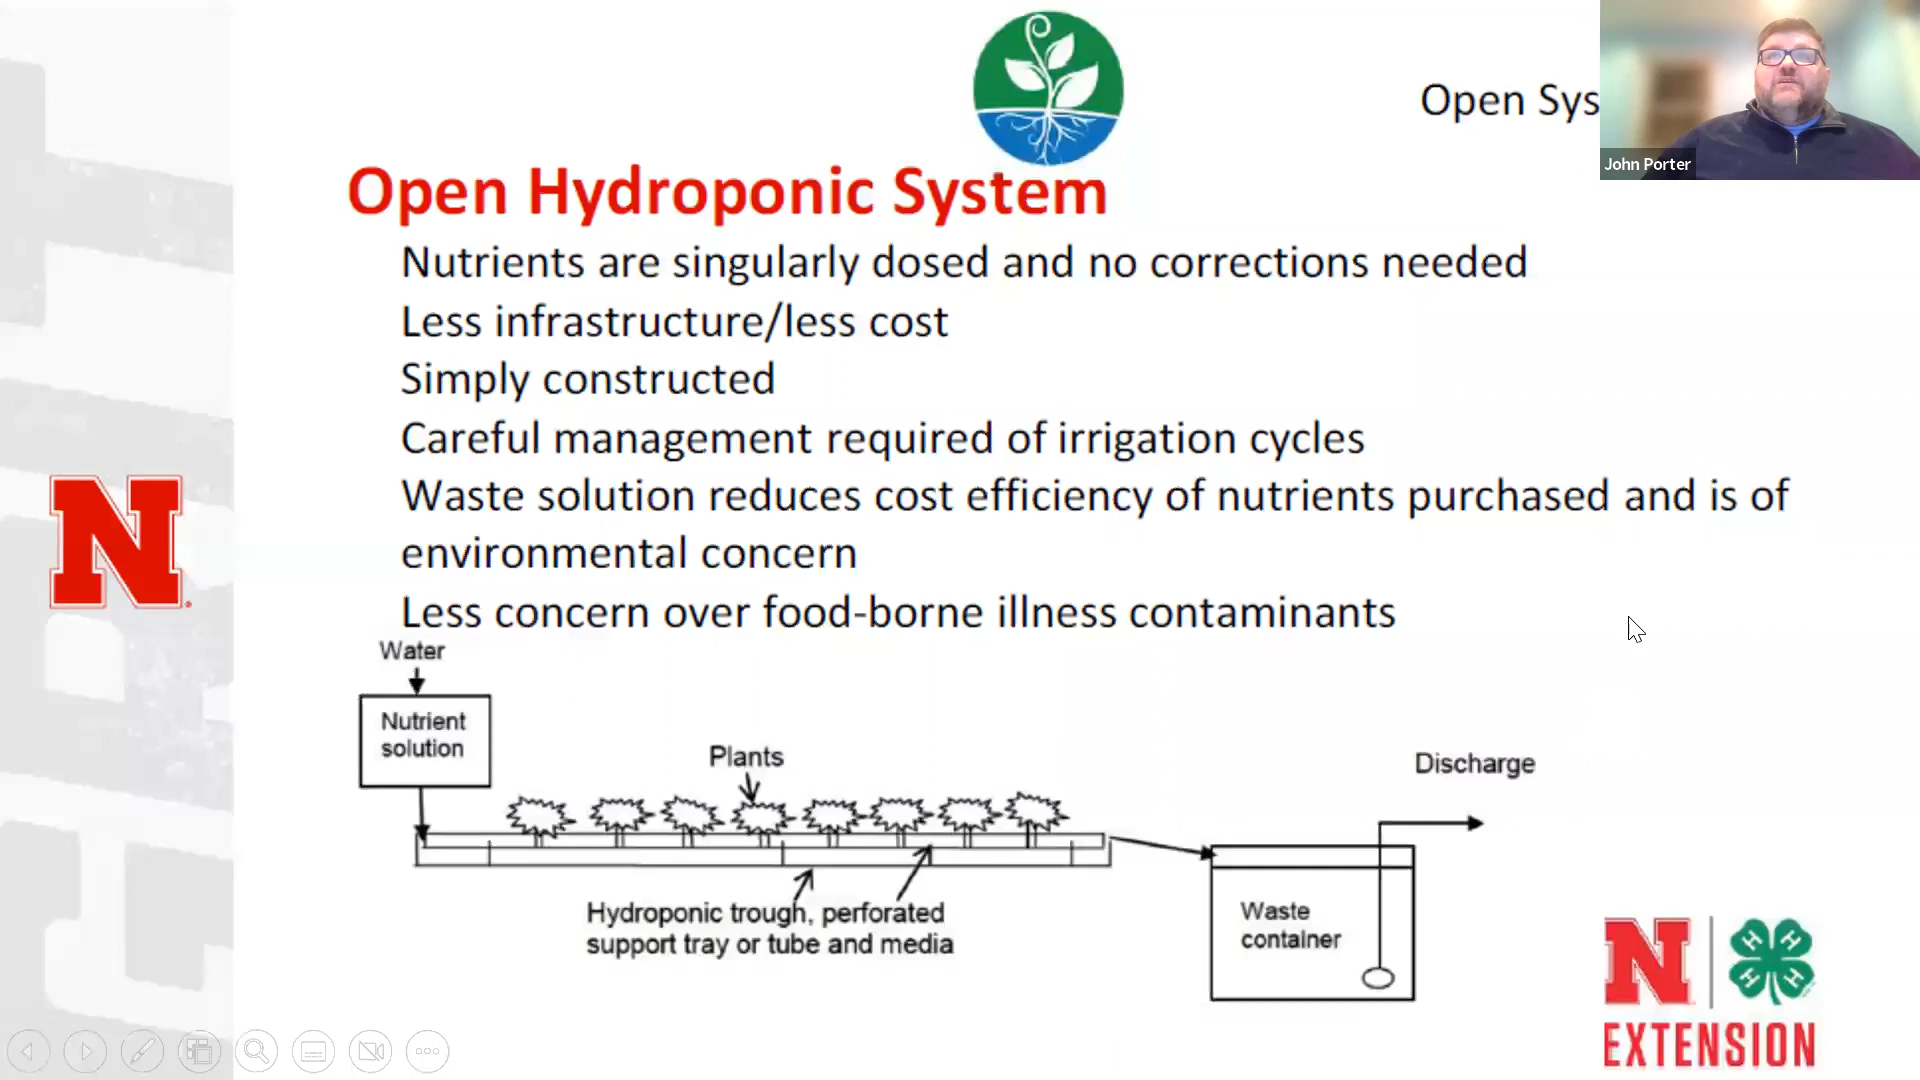 Open Sys
John Porter
Open Hydroponic System
Nutrients are singularly dosed and no corrections needed
Less infrastructure/less cost
Simply constructed
Careful management required of irrigation cycles
Waste solution reduces cost efficiency of nutrients purchased and is of
environmental concern
Less concern over food-borne illness contaminants
Water
Nutrient
solution
Plants
Discharge
Hydroponic trough, perforated
support tray or tube and media
Waste
container
N
N
H H H H
EXTENSION